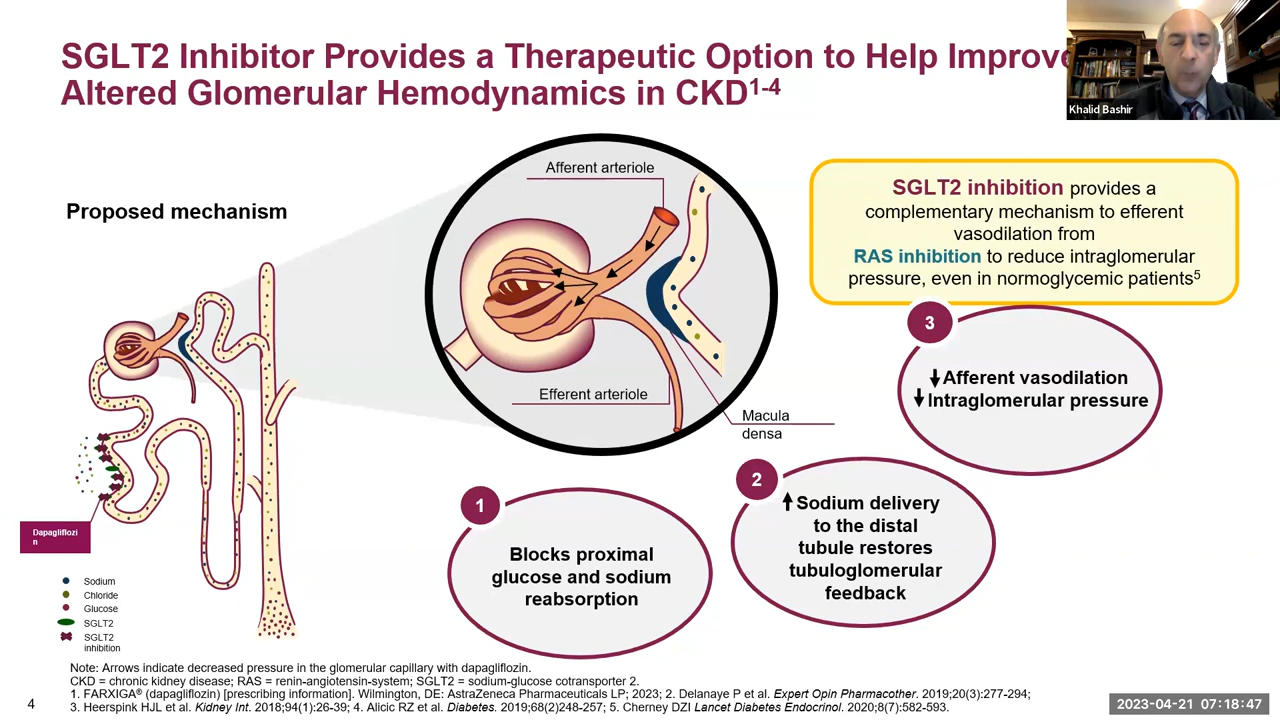 SGLT2 Inhibitor Provides a Therapeutic Option to Help Improve
Altered Glomerular Hemodynamics in CKD1-4
Khalid Bashir
Proposed mechanism
Afferent arteriole
Efferent arteriole
Macula
densa
SGLT2 inhibition provides a
complementary mechanism to efferent
vasodilation from
RAS inhibition to reduce intraglomerular
pressure, even in normoglycemic patients5
3
↓Afferent vasodilation
↓Intraglomerular pressure
2
↑Sodium delivery
to the distal
tubule restores
tubuloglomerular
feedback
1
Blocks proximal
glucose and sodium
reabsorption
Dapagliflozi
n
Sodium
Chloride
Glucose
SGLT2
SGLT2
inhibition
Note: Arrows indicate decreased pressure in the glomerular capillary with dapagliflozin.
CKD = chronic kidney disease; RAS = renin-angiotensin-system; SGLT2 = sodium-glucose cotransporter 2.
1. FARXIGA® (dapagliflozin) [prescribing information]. Wilmington, DE: AstraZeneca Pharmaceuticals LP; 2023; 2. Delanaye P et al. Expert Opin Pharmacother. 2019;20(3):277-294;
3. Heerspink HJL et al. Kidney Int. 2018;94(1):26-39; 4. Alicic RZ et al. Diabetes. 2019;68(2)248-257; 5. Cherney DZI Lancet Diabetes Endocrinol. 2020;8(7):582-593.
4
2023-04-21 07:18:47